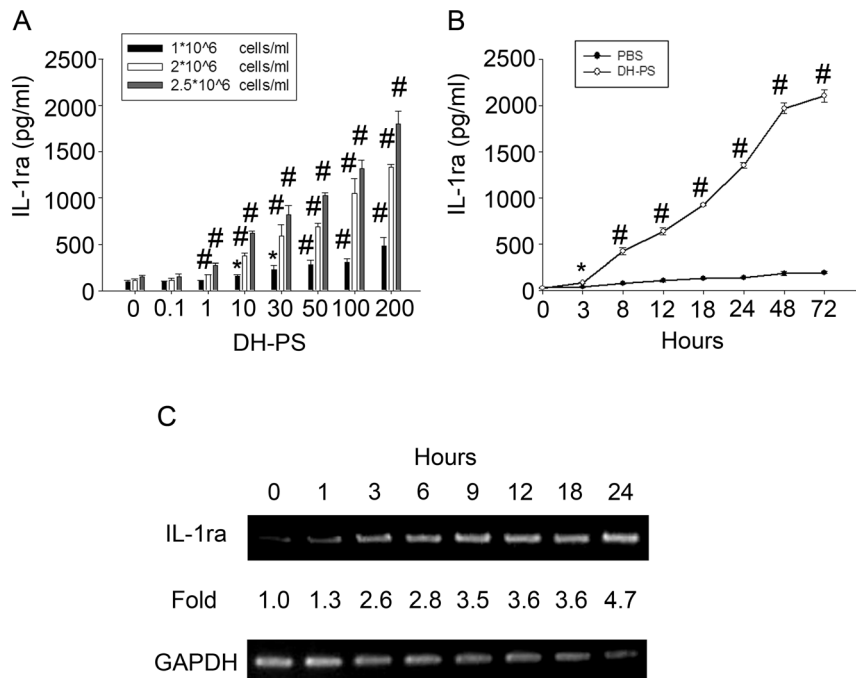 A
1*10^6 cells/ml
2*10^6 cells/ml
2.5*10^6 cells/ml
IL-1ra (pg/ml)
2500
2000
1500
1000
500
0
# # # # # # * # # * # # # # # # # # # #
0 0.1 1 10 30 50 100 200
DH-PS
B
PBS
DH-PS
IL-1ra (pg/ml)
2500
2000
1500
1000
500
0
* # # # # # #
0 3 8 12 18 24 48 72
Hours
C
Hours
0 1 3 6 9 12 18 24
IL-1ra
Fold 1.0 1.3 2.6 2.8 3.5 3.6 3.6 4.7
GAPDH